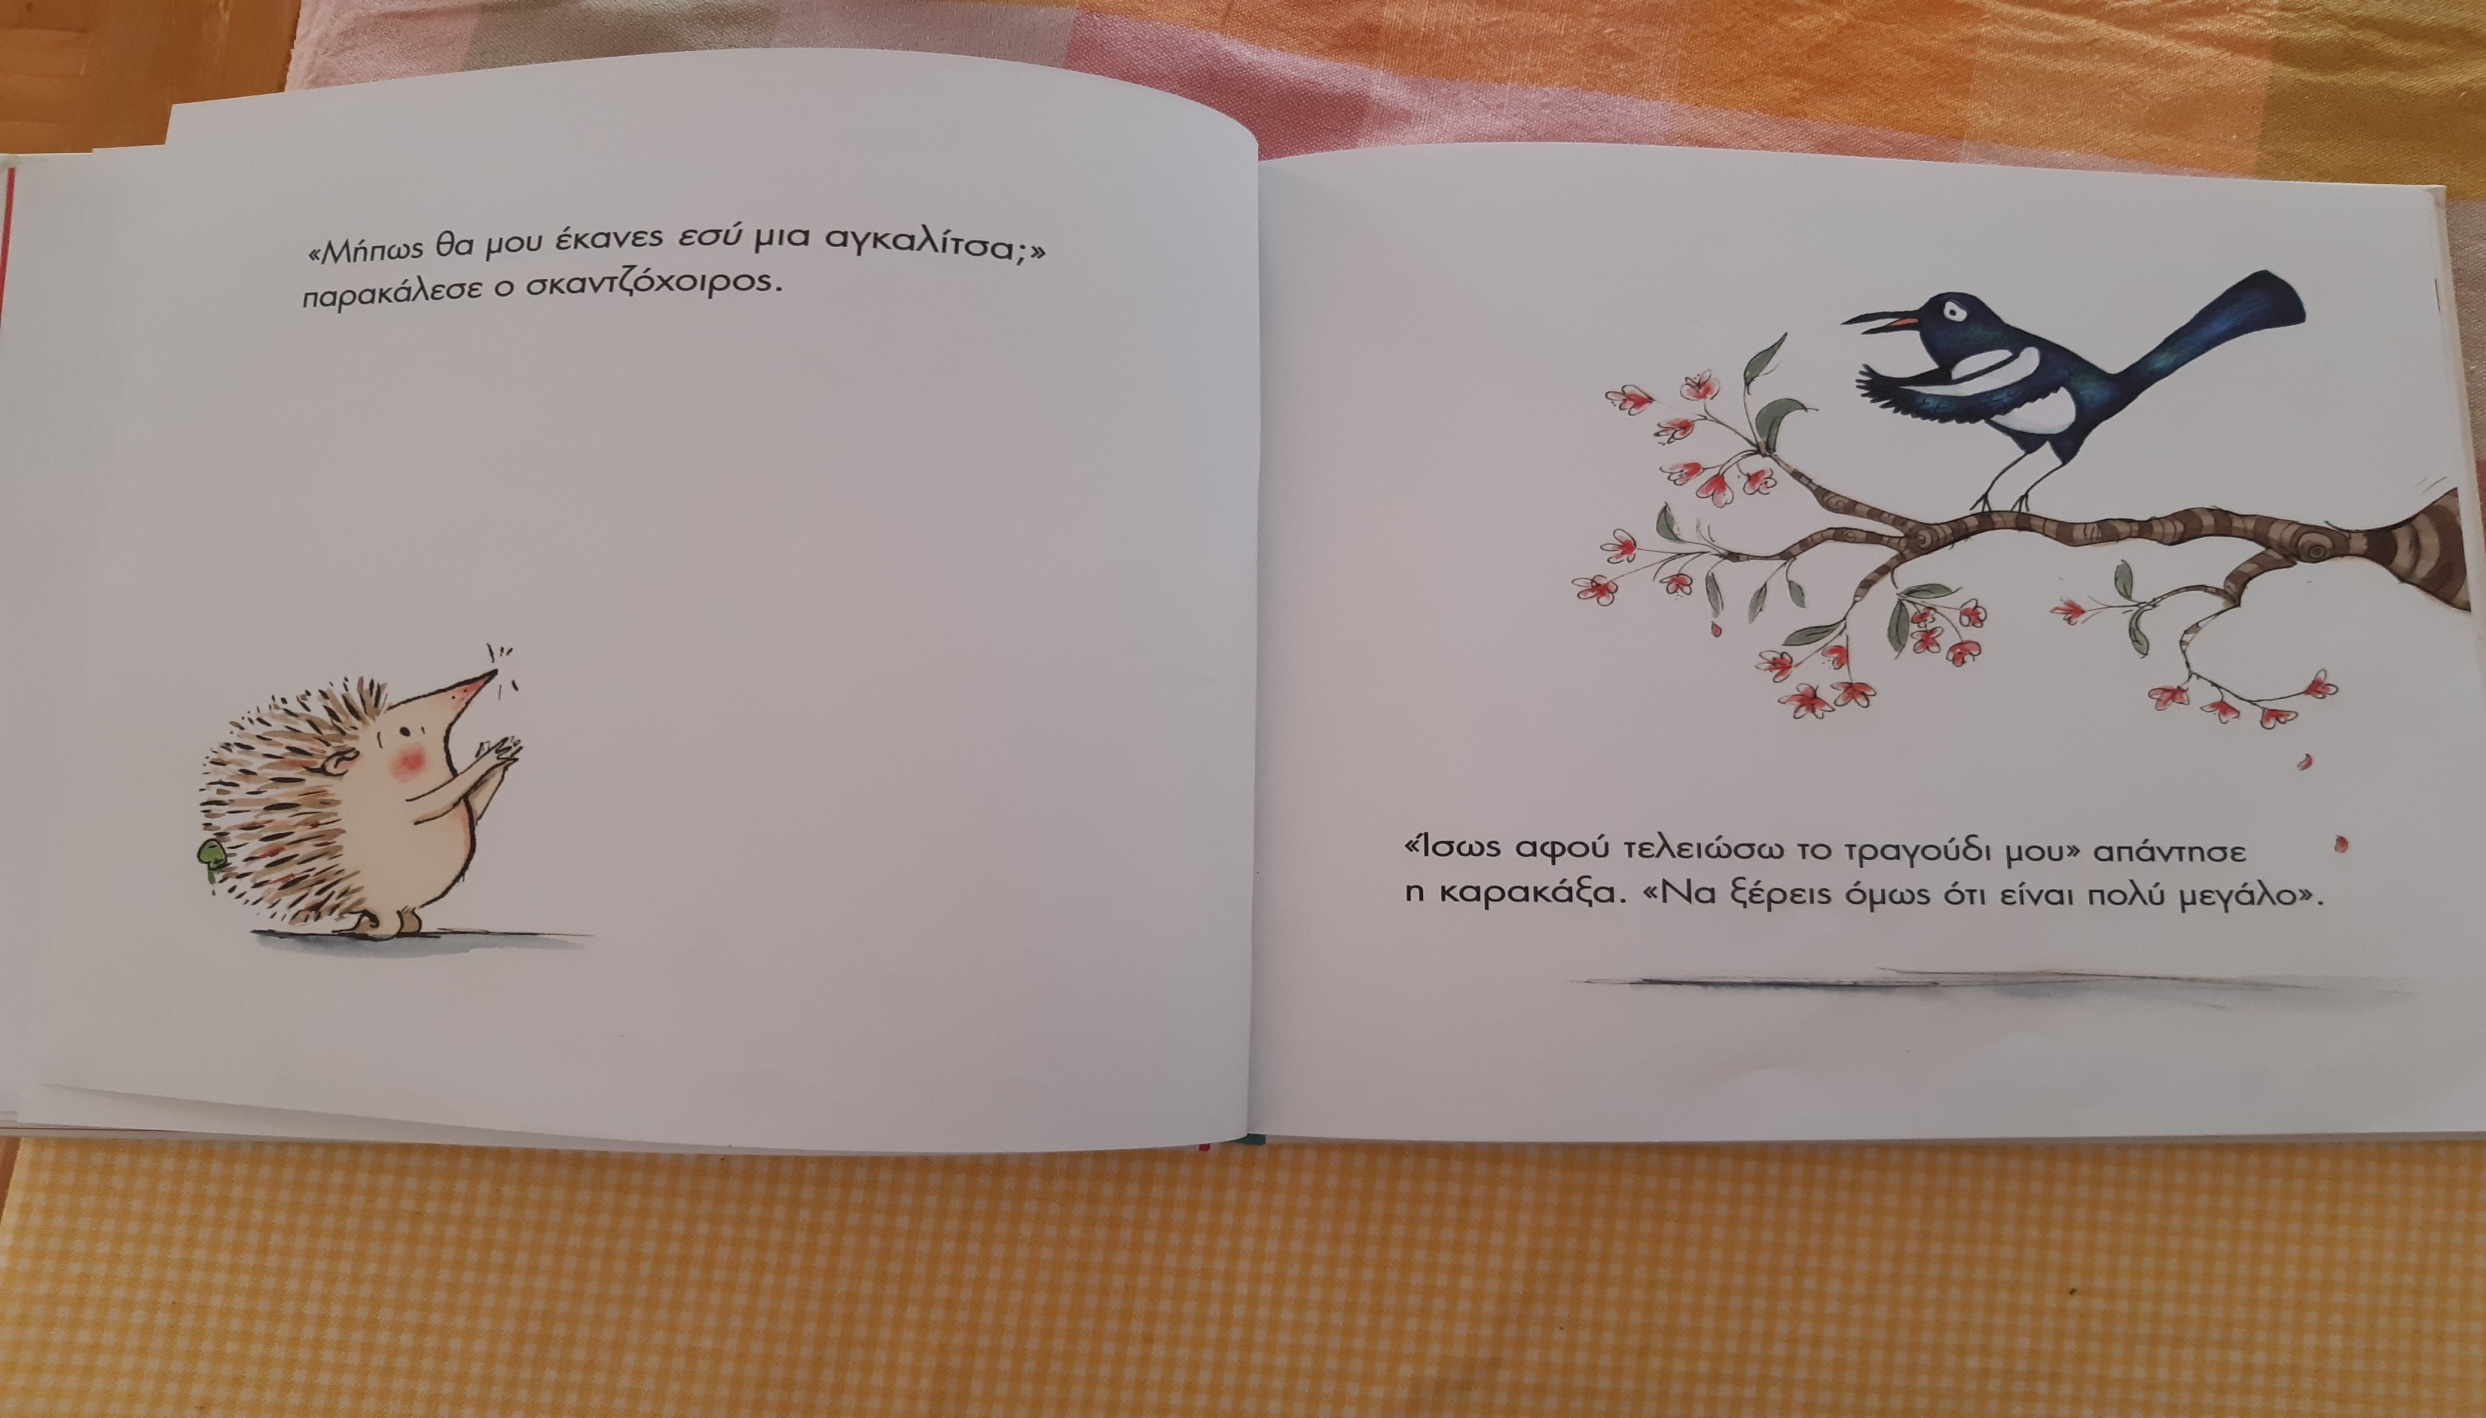 «Μήπως θα μου έκανες εσύ μια αγκαλίτσα;»
παρακάλεσε ο σκαντζόχοιρος.
«Ίσως αφού τελειώσω το τραγούδι μου» απάντησε
η καρακάξα. «Να ξέρεις όμως ότι είναι πολύ μεγάλο».